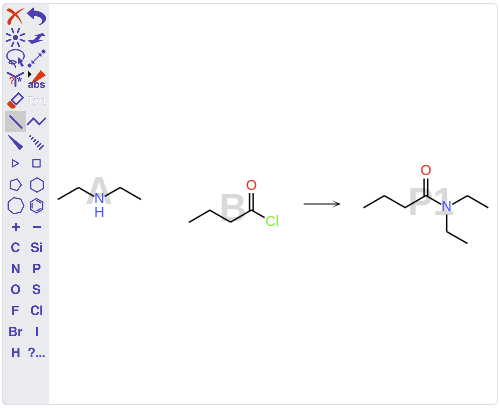 ? *
abs
Text
+ −
C Si
N P
O S
F Cl
Br I
H ?...
A
N
H
B
O
Cl
P1
O
N